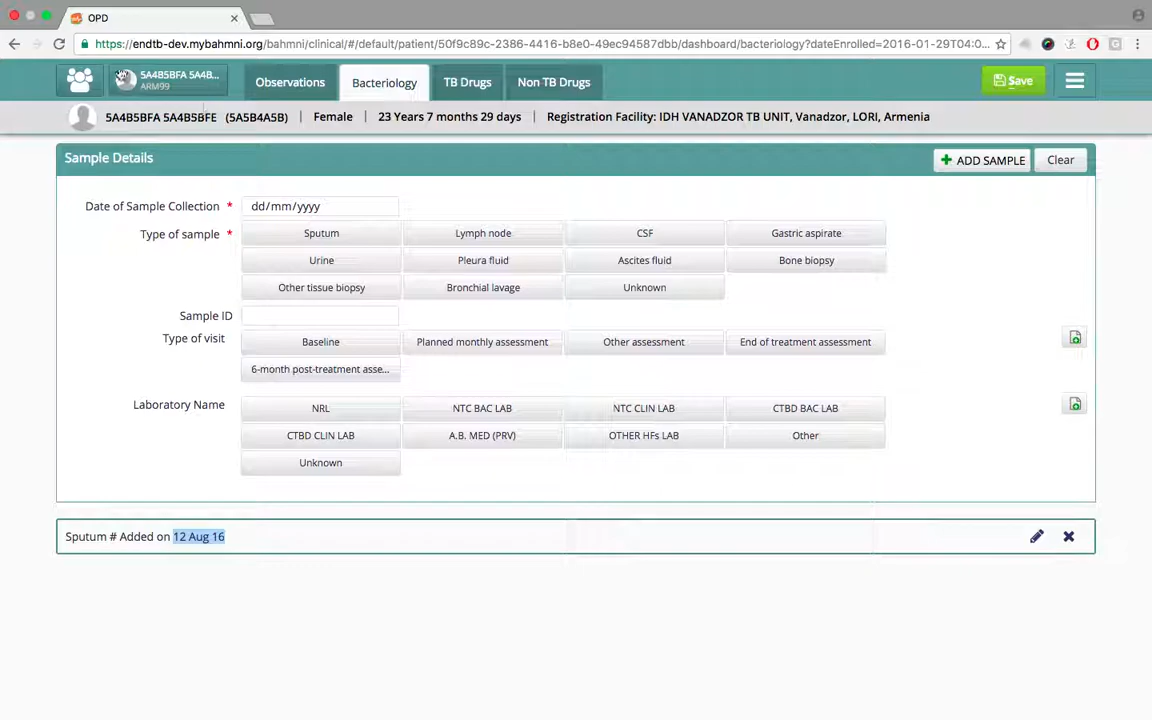 OPD
https://endtb-dev.mybahmni.org/bahmni/clinical/#/default/patient/50f9c89c-2386-4416-b8e0-49ec94587dbb/dashboard/bacteriology?dateEnrolled=2016-01-29T04:0...
5A4B5BFA 5A4B...
ARM99
Observations
Bacteriology
TB Drugs
Non TB Drugs
Save
5A4B5BFA 5A4B5BFE (5A5B4A5B) | Female | 23 Years 7 months 29 days | Registration Facility: IDH VANADZOR TB UNIT, Vanadzor, LORI, Armenia
Sample Details
+ ADD SAMPLE
Clear
Date of Sample Collection * dd/mm/yyyy
Type of sample * Sputum Lymph node CSF Gastric aspirate
Urine Pleura fluid Ascites fluid Bone biopsy
Other tissue biopsy Bronchial lavage Unknown
Sample ID
Type of visit Baseline Planned monthly assessment Other assessment End of treatment assessment
6-month post-treatment asse...
Laboratory Name NRL NTC BAC LAB NTC CLIN LAB CTBD BAC LAB
CTBD CLIN LAB A.B. MED (PRV) OTHER HFs LAB Other
Unknown
Sputum # Added on 12 Aug 16